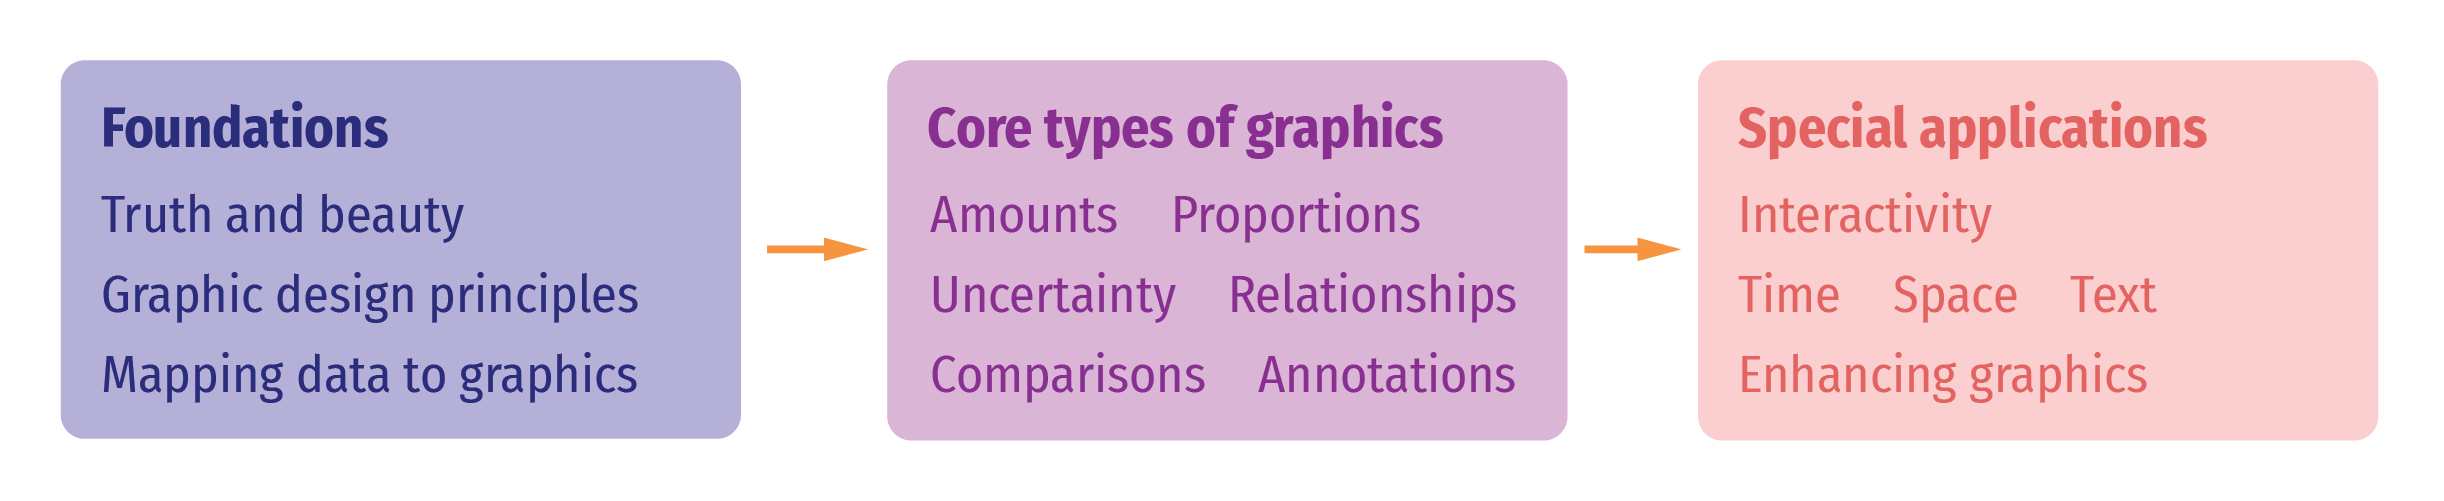 Foundations
Truth and beauty
Graphic design principles
Mapping data to graphics
Core types of graphics
Amounts Proportions
Uncertainty Relationships
Comparisons Annotations
Special applications
Interactivity
Time Space Text
Enhancing graphics